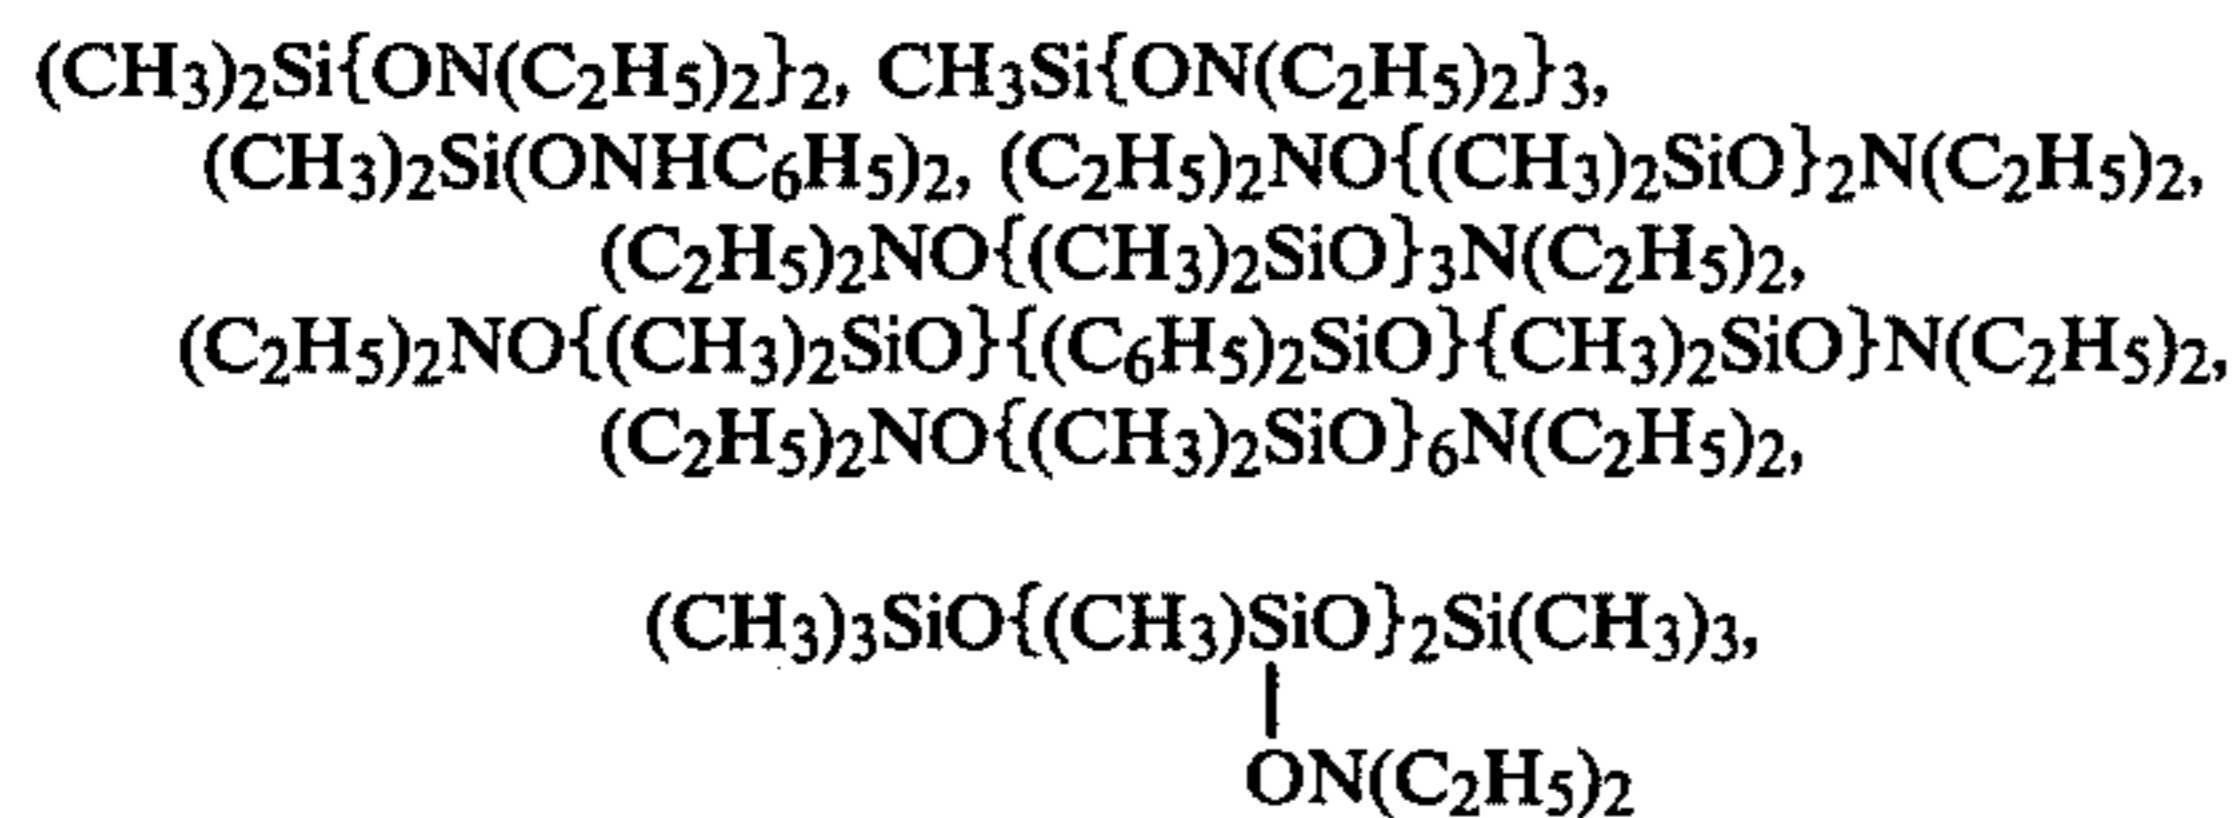 (CH₃)₂Si{ON(C₂H₅)₂}₂, CH₃Si{ON(C₂H₅)₂}₃,
(CH₃)₂Si(ONHC₆H₅)₂, (C₂H₅)₂NO{(CH₃)₂SiO}₂N(C₂H₅)₂,
(C₂H₅)₂NO{(CH₃)₂SiO}₃N(C₂H₅)₂,
(C₂H₅)₂NO{(CH₃)₂SiO}{(C₆H₅)₂SiO}{CH₃)₂SiO}N(C₂H₅)₂,
(C₂H₅)₂NO{(CH₃)₂SiO}₆N(C₂H₅)₂,
(CH₃)₃SiO{(CH₃)SiO}₂Si(CH₃)₃,
ON(C₂H₅)₂